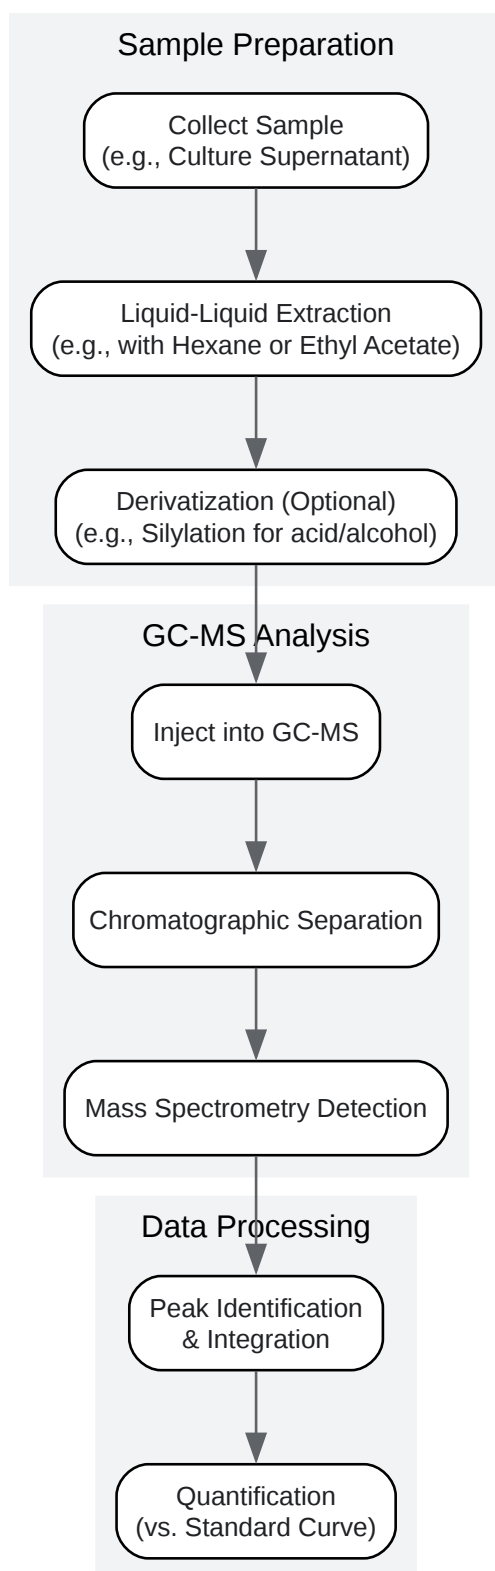 Sample Preparation
Collect Sample
(e.g., Culture Supernatant)
Liquid-Liquid Extraction
(e.g., with Hexane or Ethyl Acetate)
Derivatization (Optional)
(e.g., Silylation for acid/alcohol)
GC-MS Analysis
Inject into GC-MS
Chromatographic Separation
Mass Spectrometry Detection
Data Processing
Peak Identification
& Integration
Quantification
(vs. Standard Curve)